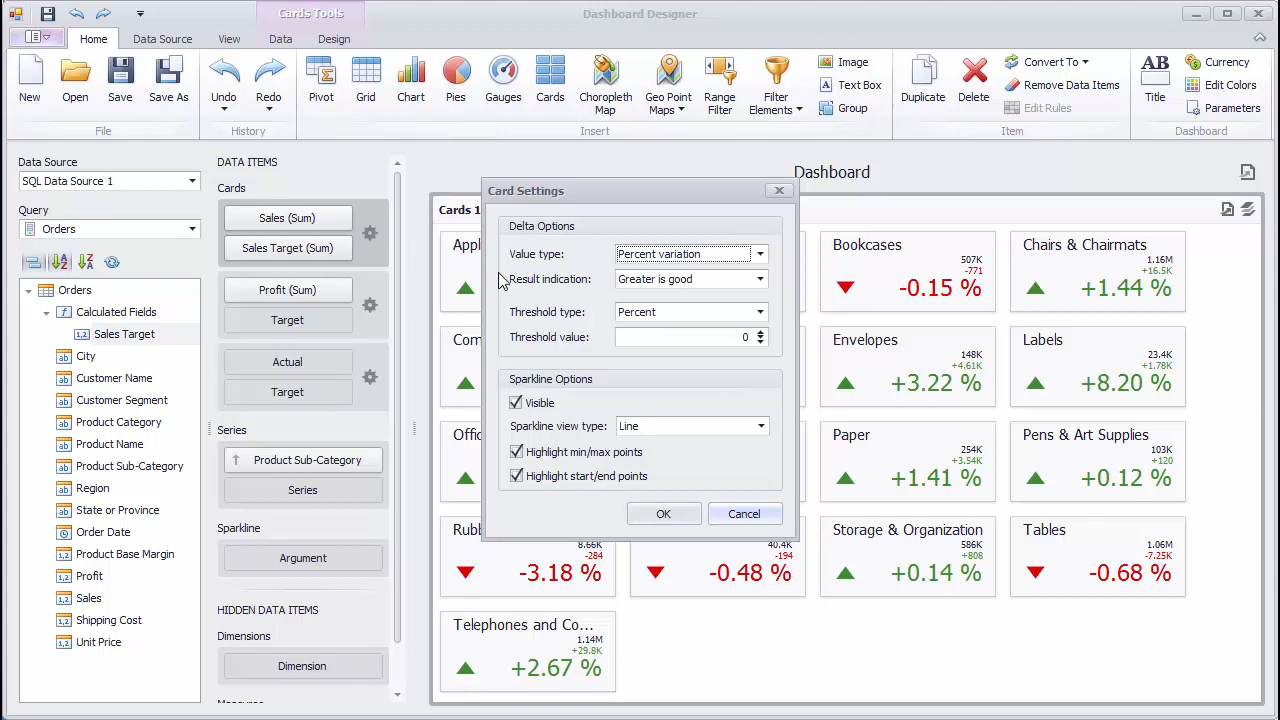 Cards Tools
Dashboard Designer
Home
Data Source
View
Data
Design
New
Open
Save
Save As
Undo
Redo
Pivot
Grid
Chart
Pies
Gauges
Cards
Choropleth
Map
Geo Point
Maps
Range
Filter
Filter
Elements
Image
Text Box
Group
Duplicate
Delete
Convert To
Remove Data Items
Edit Rules
AB
Title
Currency
Edit Colors
Parameters
File
History
Insert
Item
Dashboard
Data Source
SQL Data Source 1
Query
Orders
Orders
Calculated Fields
Sales Target
City
Customer Name
Customer Segment
Product Category
Product Name
Product Sub-Category
Region
State or Province
Order Date
Product Base Margin
Profit
Sales
Shipping Cost
Unit Price
DATA ITEMS
Cards
Sales (Sum)
Sales Target (Sum)
Profit (Sum)
Target
Actual
Target
Series
Product Sub-Category
Series
Sparkline
Argument
HIDDEN DATA ITEMS
Dimensions
Dimension
Measures
Dashboard
Cards 1
Card Settings
Delta Options
Value type: Percent variation
Result indication: Greater is good
Threshold type: Percent
Threshold value: 0
Sparkline Options
Visible
Sparkline view type: Line
Highlight min/max points
Highlight start/end points
OK
Cancel
Appl
Bookcases
507K
-771
-0.15 %
Chairs & Chairmats
1.16M
+16.5K
+1.44 %
Com
Envelopes
148K
+4.61K
+3.22 %
Labels
23.4K
+1.78K
+8.20 %
Offic
Paper
254K
+3.54K
+1.41 %
Pens & Art Supplies
103K
+120
+0.12 %
Rubb
8.66K
-284
-3.18 %
40.4K
-194
-0.48 %
Storage & Organization
586K
+808
+0.14 %
Tables
1.06M
-7.25K
-0.68 %
Telephones and Co...
1.14M
+29.8K
+2.67 %